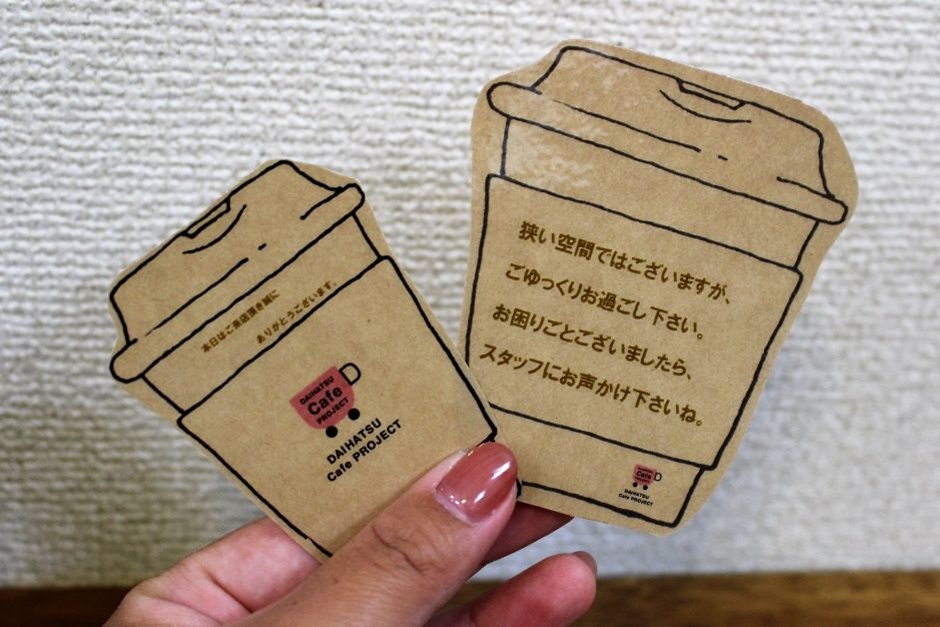 本日はご来店頂き誠に
ありがとうございます。
DAIHATSU
Cafe
PROJECT
DAIHATSU
Cafe PROJECT
狭い空間ではございますが、
ごゆっくりお過ごし下さい。
お困りごとございましたら、
スタッフにお声かけ下さいね。
DAIHATSU
Cafe
PROJECT
DAIHATSU
Cafe PROJECT